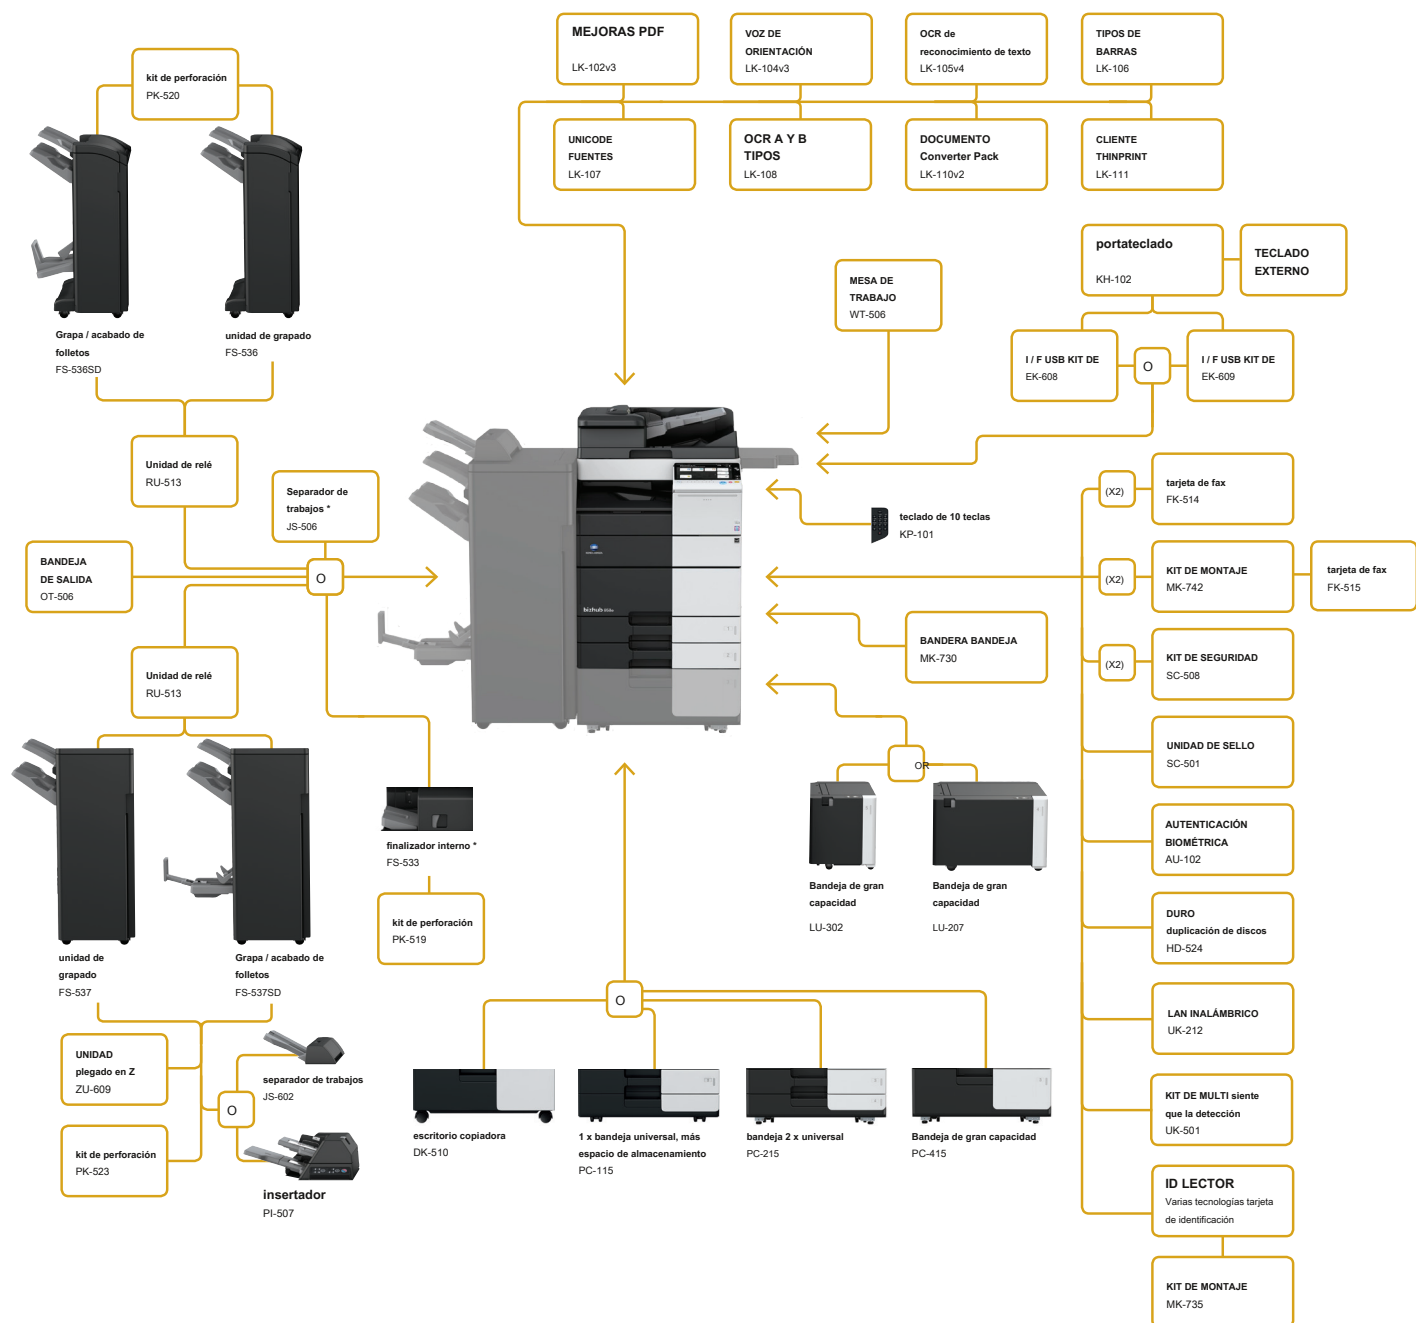 MEJORAS PDF
LK-102v3
VOZ DE
ORIENTACIÓN
LK-104v3
OCR de
reconocimiento de texto
LK-105v4
TIPOS DE
BARRAS
LK-106
UNICODE
FUENTES
LK-107
OCR A Y B
TIPOS
LK-108
DOCUMENTO
Converter Pack
LK-110v2
CLIENTE
THINPRINT
LK-111
kit de perforación
PK-520
Grapa / acabado de
folletos
FS-536SD
unidad de grapado
FS-536
portateclado
KH-102
TECLADO
EXTERNO
MESA DE
TRABAJO
WT-506
I / F USB KIT DE
EK-608
O
I / F USB KIT DE
EK-609
Unidad de relé
RU-513
Separador de
trabajos *
JS-506
BANDEJA
DE SALIDA
OT-506
O
teclado de 10 teclas
KP-101
(X2)
tarjeta de fax
FK-514
(X2)
KIT DE MONTAJE
MK-742
tarjeta de fax
FK-515
bizhub
BANDERA BANDEJA
MK-730
(X2)
KIT DE SEGURIDAD
SC-508
Unidad de relé
RU-513
UNIDAD DE SELLO
SC-501
OR
finalizador interno *
FS-533
AUTENTICACIÓN
BIOMÉTRICA
AU-102
Bandeja de gran
capacidad
LU-302
Bandeja de gran
capacidad
LU-207
kit de perforación
PK-519
DURO
duplicación de discos
HD-524
unidad de
grapado
FS-537
Grapa / acabado de
folletos
FS-537SD
O
LAN INALÁMBRICO
UK-212
UNIDAD
plegado en Z
ZU-609
separador de trabajos
JS-602
O
kit de perforación
PK-523
insertador
PI-507
escritorio copiadora
DK-510
1 x bandeja universal, más
espacio de almacenamiento
PC-115
bandeja 2 x universal
PC-215
Bandeja de gran capacidad
PC-415
KIT DE MULTI siente
que la detección
UK-501
ID LECTOR
Varias tecnologías tarjeta
de identificación
KIT DE MONTAJE
MK-735